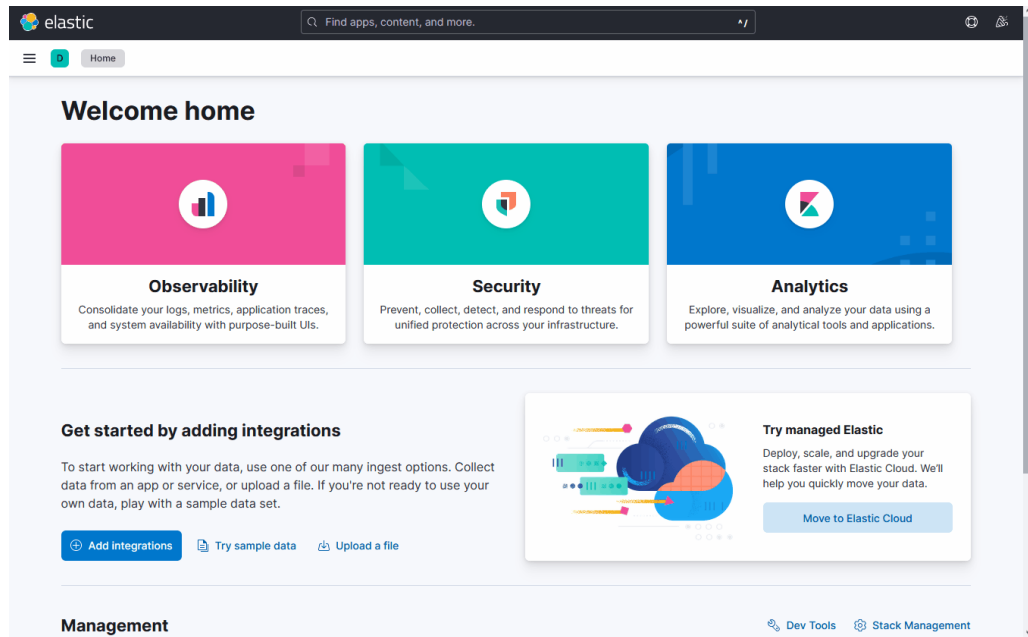 elastic
Find apps, content, and more.
^/
D
Home
Welcome home
Observability
Consolidate your logs, metrics, application traces,
and system availability with purpose-built UIs.
Security
Prevent, collect, detect, and respond to threats for
unified protection across your infrastructure.
Analytics
Explore, visualize, and analyze your data using a
powerful suite of analytical tools and applications.
Get started by adding integrations
To start working with your data, use one of our many ingest options. Collect
data from an app or service, or upload a file. If you're not ready to use your
own data, play with a sample data set.
Add integrations
Try sample data
Upload a file
Try managed Elastic
Deploy, scale, and upgrade your
stack faster with Elastic Cloud. We'll
help you quickly move your data.
Move to Elastic Cloud
Management
Dev Tools
Stack Management